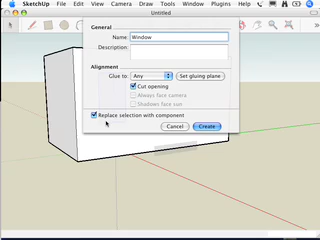 SketchUp File Edit View Camera Draw Tools Window Plugins Help
Untitled
General
Name: Window
Description:
Alignment
Glue to: Any Set gluing plane
Cut opening
Always face camera
Shadows face sun
Replace selection with component
Cancel Create